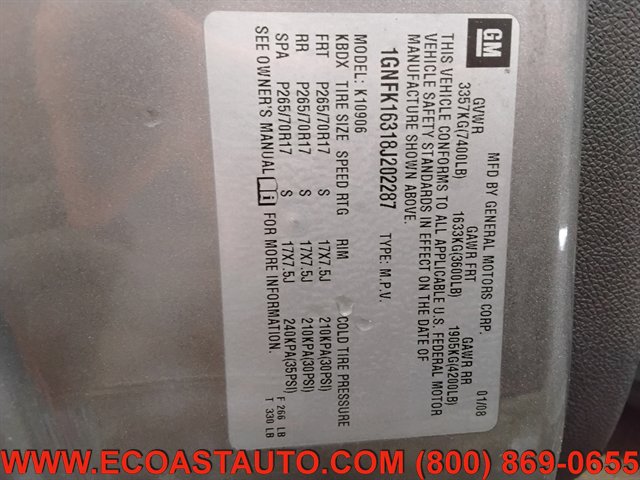 GM
MFD BY GENERAL MOTORS CORP. 01/08
GVWR GAWR FRT GAWR RR
3357KG(7400LB) 1633KG(3600LB) 1905KG(4200LB)
THIS VEHICLE CONFORMS TO ALL APPLICABLE U.S. FEDERAL MOTOR
VEHICLE SAFETY STANDARDS IN EFFECT ON THE DATE OF
MANUFACTURE SHOWN ABOVE.
1GNFK16318J202287 TYPE: M.P.V.
MODEL: K10906
KBDX TIRE SIZE SPEED RTG RIM COLD TIRE PRESSURE
FRT P265/70R17 S 17X7.5J 210KPA(30PSI)
RR P265/70R17 S 17X7.5J 210KPA(30PSI)
SPA P265/70R17 S 17X7.5J 240KPA(35PSI)
SEE OWNER'S MANUAL i FOR MORE INFORMATION.
F 266 LB
T 330 LB
WWW.ECOASTAUTO.COM (800) 869-0655